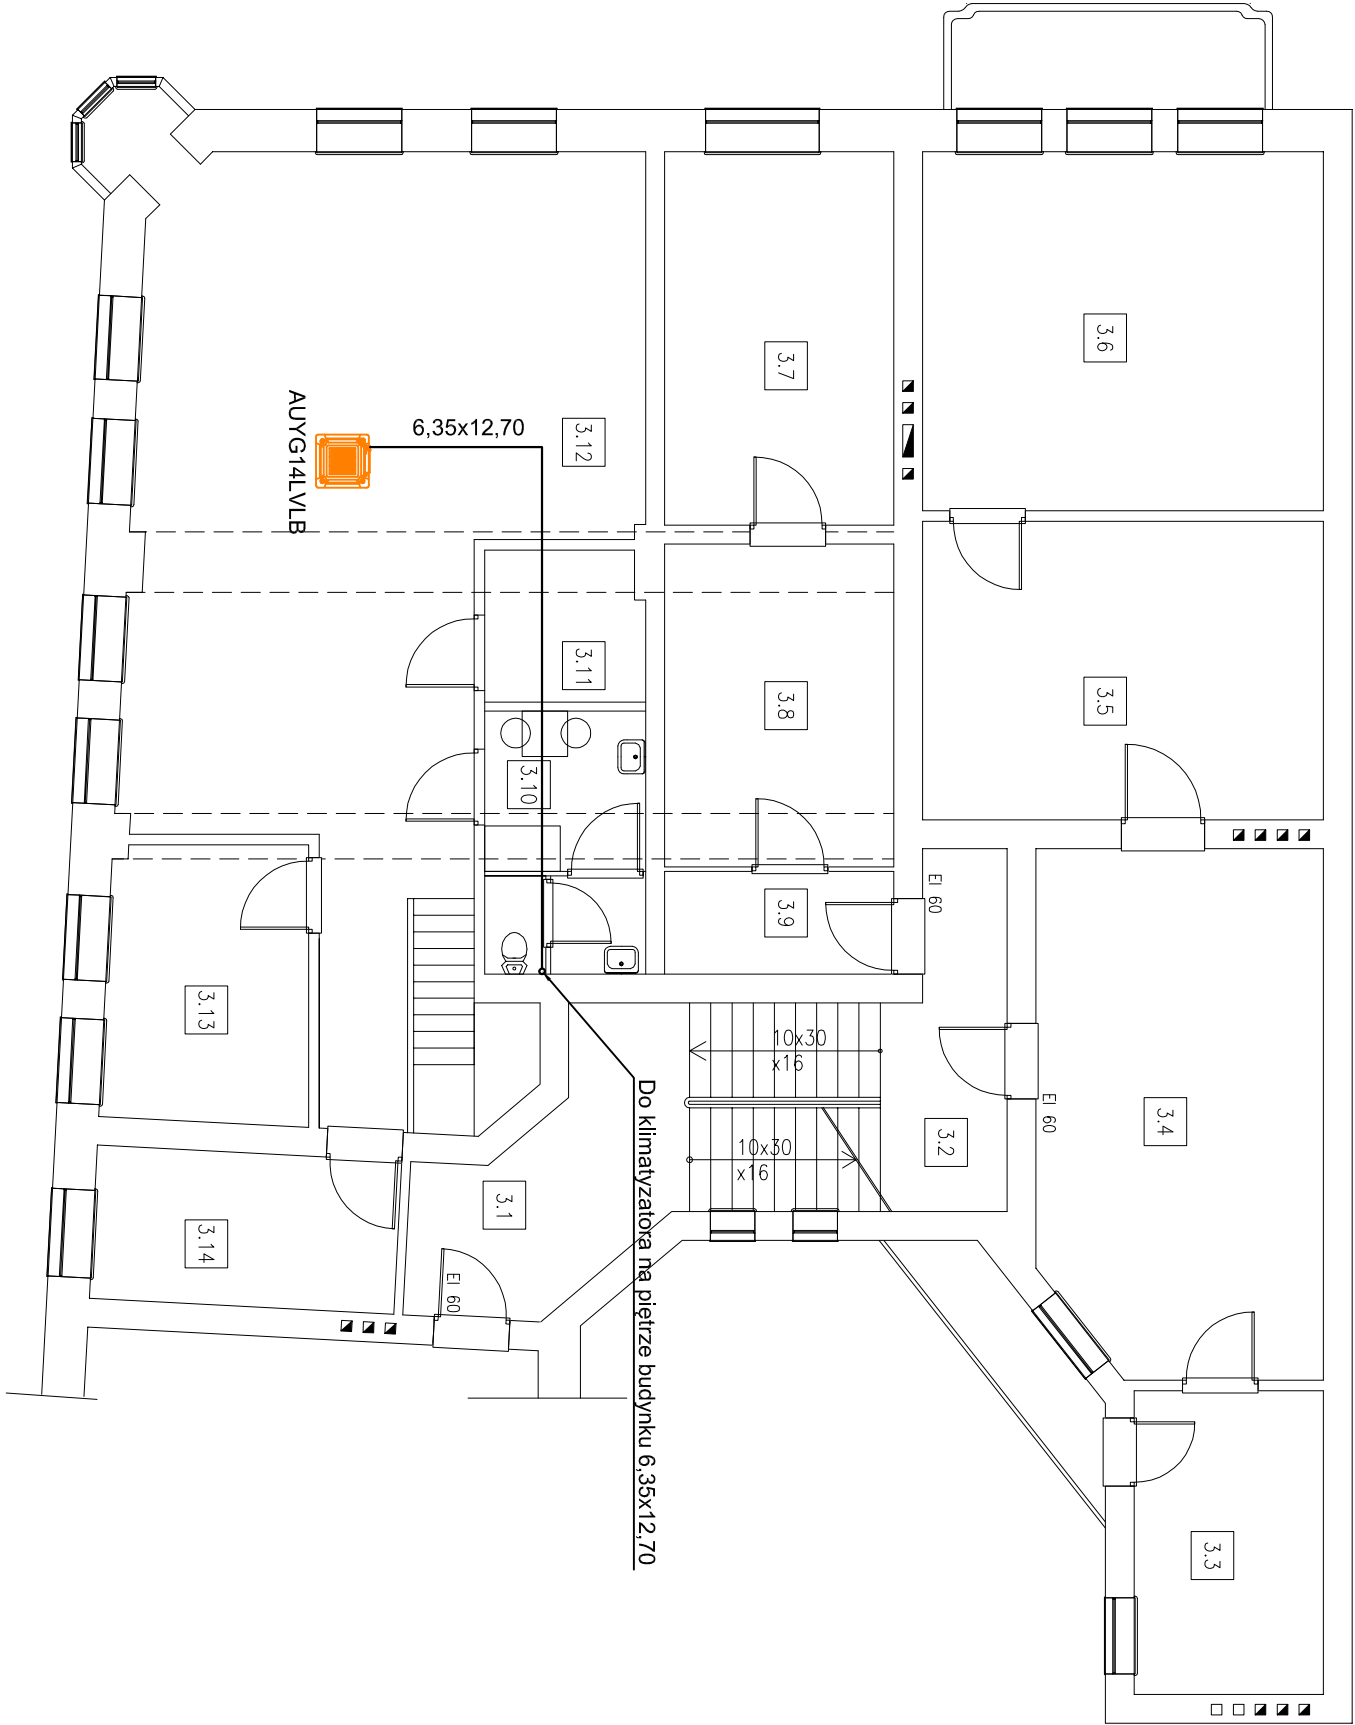 3.6
3.7
3.12
6,35x12,70
AUYG14LVLB
3.11
3.8
3.5
3.10
3.9
EI 60
3.13
10x30
x16
EI 60
3.4
3.2
10x30
x16
3.1
3.14
EI 60
Do klimatyzatora na piętrze budynku 6,35x12,70
3.3